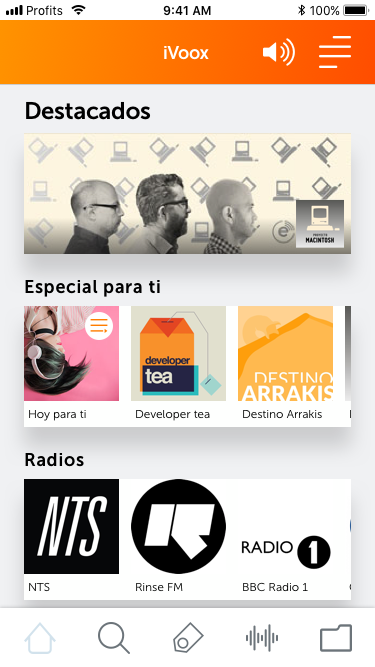 Profits 9:41 AM 100%
iVoox
Destacados
PROYECTO
MACINTOSH
Especial para ti
developer
tea
DESTINO
ARRAKIS
Hoy para ti Developer tea Destino Arrakis
Radios
NTS
RADIO 1
NTS Rinse FM BBC Radio 1